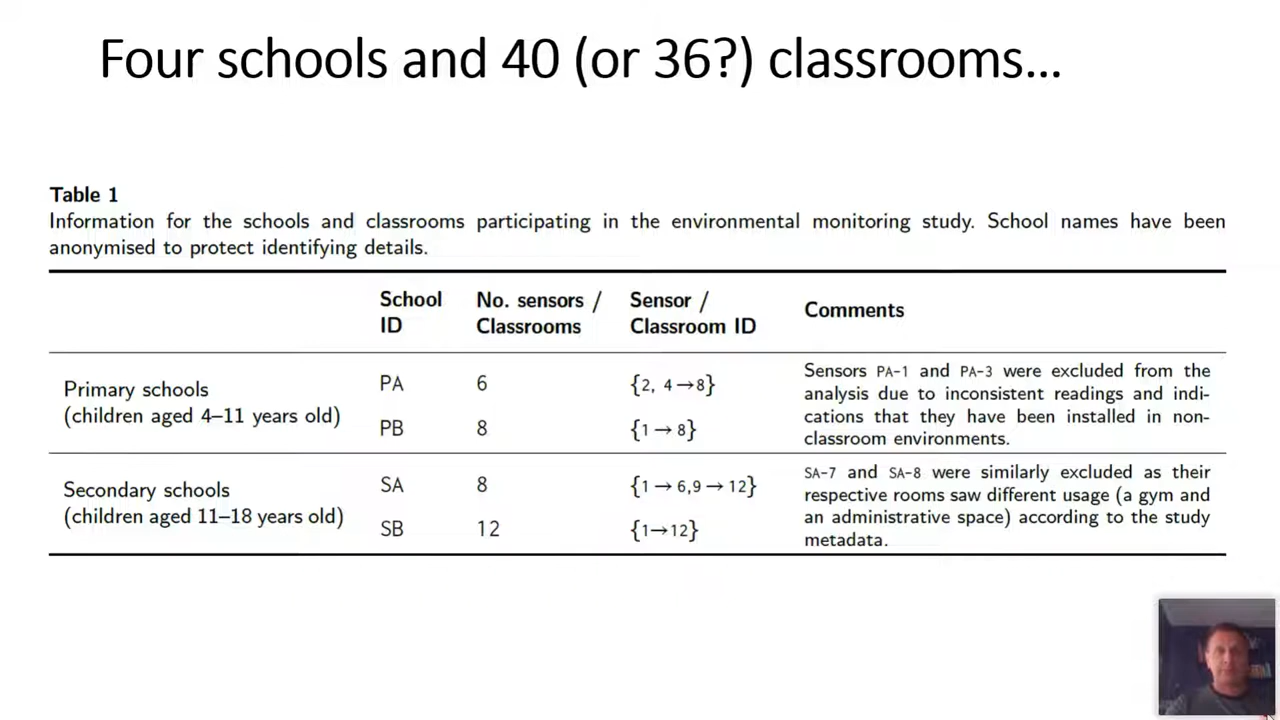 Four schools and 40 (or 36?) classrooms...
Table 1
Information for the schools and classrooms participating in the environmental monitoring study. School names have been
anonymised to protect identifying details.
School ID
No. sensors / Classrooms
Sensor / Classroom ID
Comments
Primary schools
(children aged 4–11 years old)
PA
6
{2, 4→8}
PB
8
{1→8}
Sensors PA-1 and PA-3 were excluded from the
analysis due to inconsistent readings and indi-
cations that they have been installed in non-
classroom environments.
Secondary schools
(children aged 11–18 years old)
SA
8
{1→6,9→12}
SB
12
{1→12}
SA-7 and SA-8 were similarly excluded as their
respective rooms saw different usage (a gym and
an administrative space) according to the study
metadata.